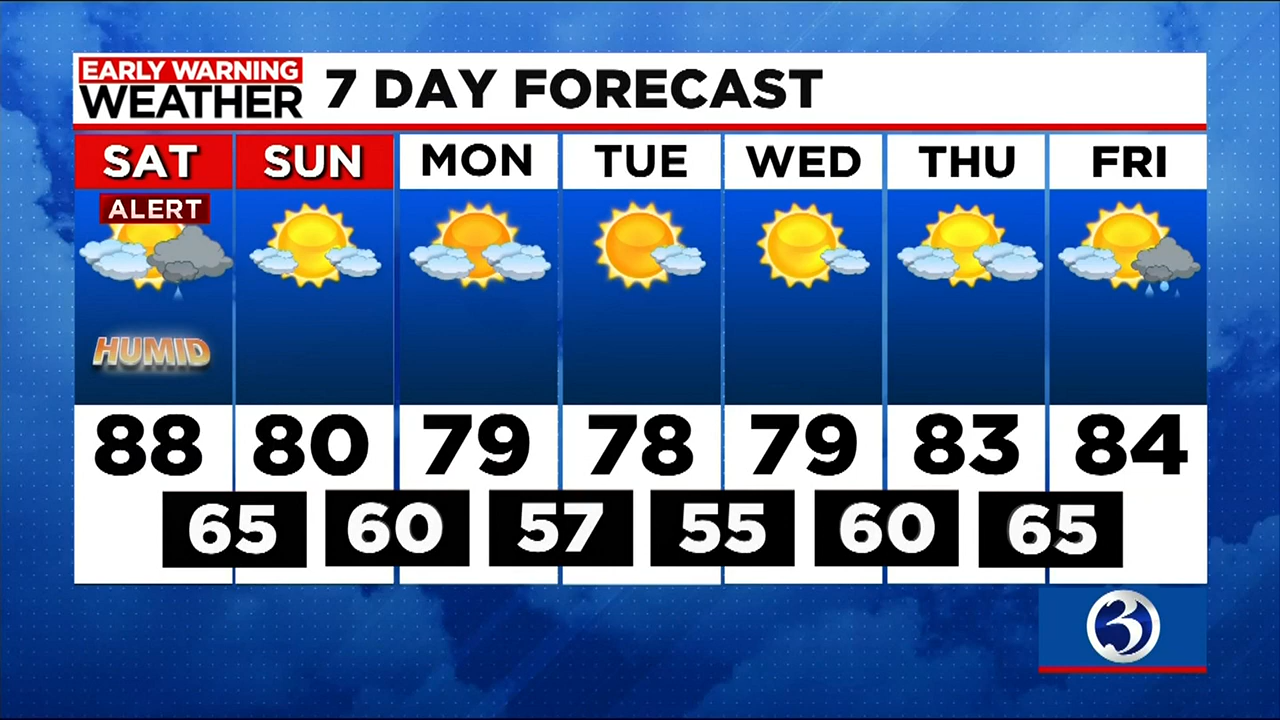 EARLY WARNING
WEATHER
7 DAY FORECAST
SAT SUN MON TUE WED THU FRI
ALERT
HUMID
88 80 79 78 79 83 84
65 60 57 55 60 65
3